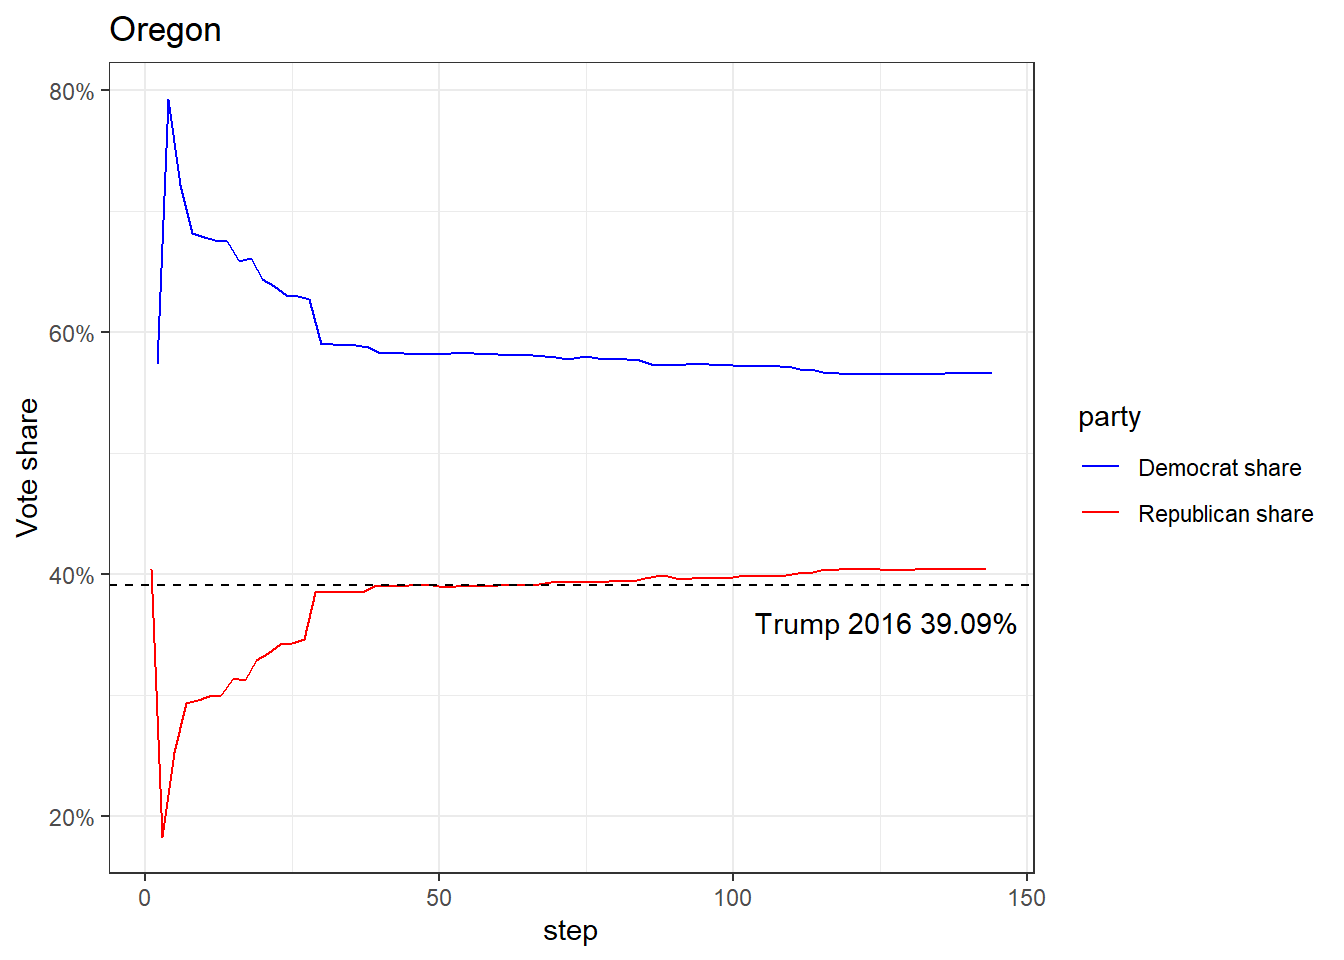 Oregon
80%
60%
40%
20%
Vote share
Trump 2016 39.09%
0
50
100
150
step
party
Democrat share
Republican share